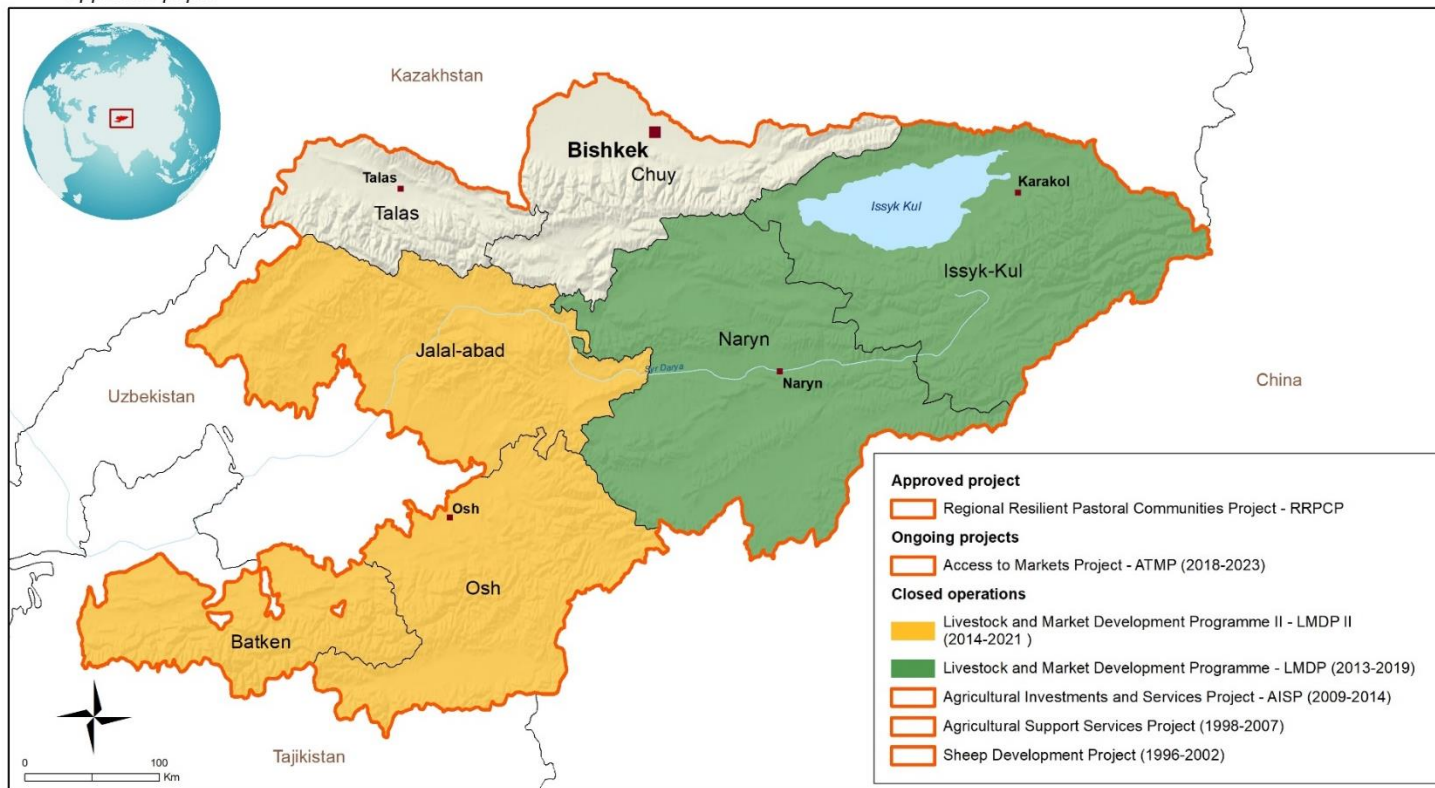 Kazakhstan
Bishkek
Chuy
Talas
Talas
Karakol
Issyk Kul
Issyk-Kul
Jalal-abad
Naryn
Syr Darya
Naryn
Uzbekistan
China
Osh
Osh
Batken
Tajikistan
0 100
Km
Approved project
Regional Resilient Pastoral Communities Project - RRPCP
Ongoing projects
Access to Markets Project - ATMP (2018-2023)
Closed operations
Livestock and Market Development Programme II - LMDP II
(2014-2021 )
Livestock and Market Development Programme - LMDP (2013-2019)
Agricultural Investments and Services Project - AISP (2009-2014)
Agricultural Support Services Project (1998-2007)
Sheep Development Project (1996-2002)